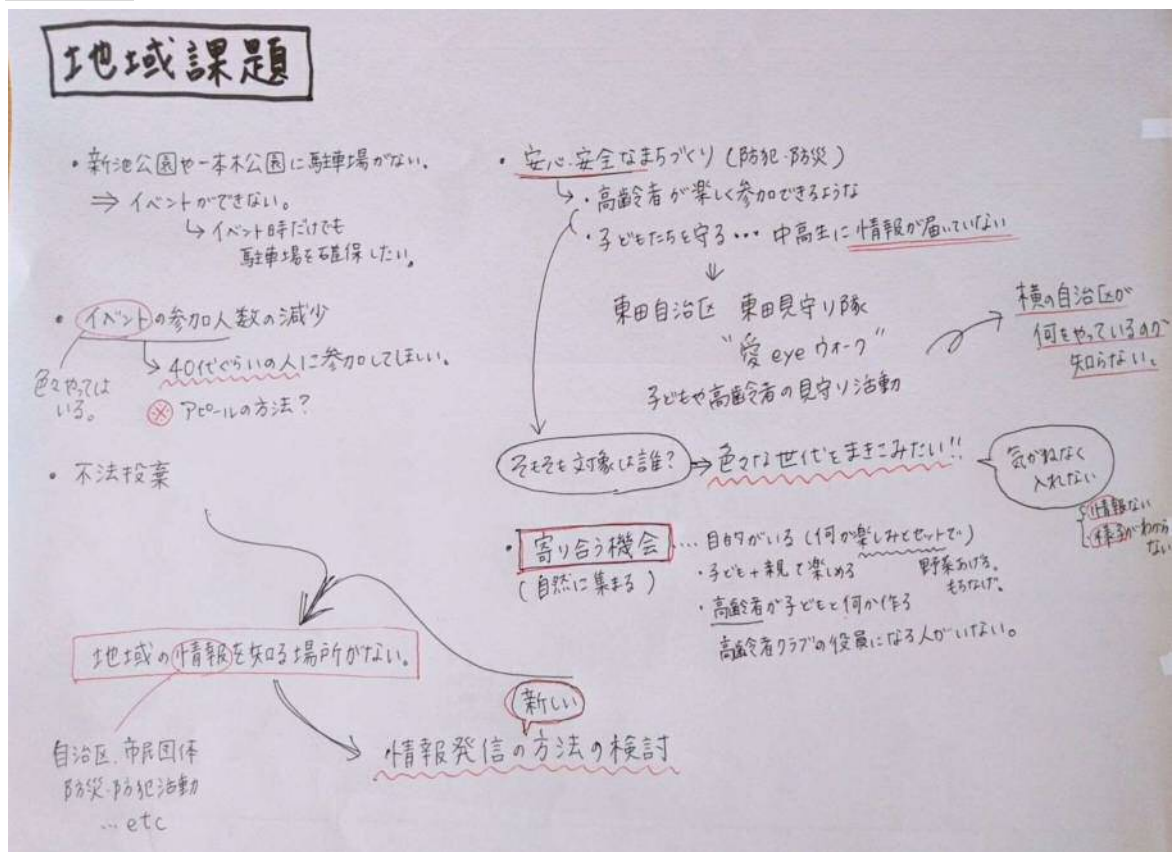 地域課題
・新池公園や一本木公園に駐車場がない。
⇒ イベントができない。
↳ イベント時だけでも
駐車場を確保したい。
・イベントの参加人数の減少
↳ 40代ぐらいの人に参加してほしい。
色々やっては
いる。
※ アピールの方法?
・不法投棄
地域の情報を知る場所がない。
自治区、市民団体
防災・防犯活動
…etc
新しい
情報発信の方法の検討
・安心・安全なまちづくり(防犯・防災)
↳・高齢者が楽しく参加できるような
・子どもたちを守る… 中高生に情報が届いていない
↓
東田自治区 東田見守り隊
"愛eyeウォーク"
子どもや高齢者の見守り活動
横の自治区が
何をやっているのか
知らない。
そもそも対象は誰?⇒色々な世代をまきこみたい!!
気がねなく
入れない
情報ない
様子がわから
ない
・寄り合う機会…目的がいる(何か楽しみとセットで)
(自然に集まる)
・子ども+親で楽しめる
野菜あげる。
もちなげ。
・高齢者が子どもと何か作る
高齢者クラブの役員になる人がいない。